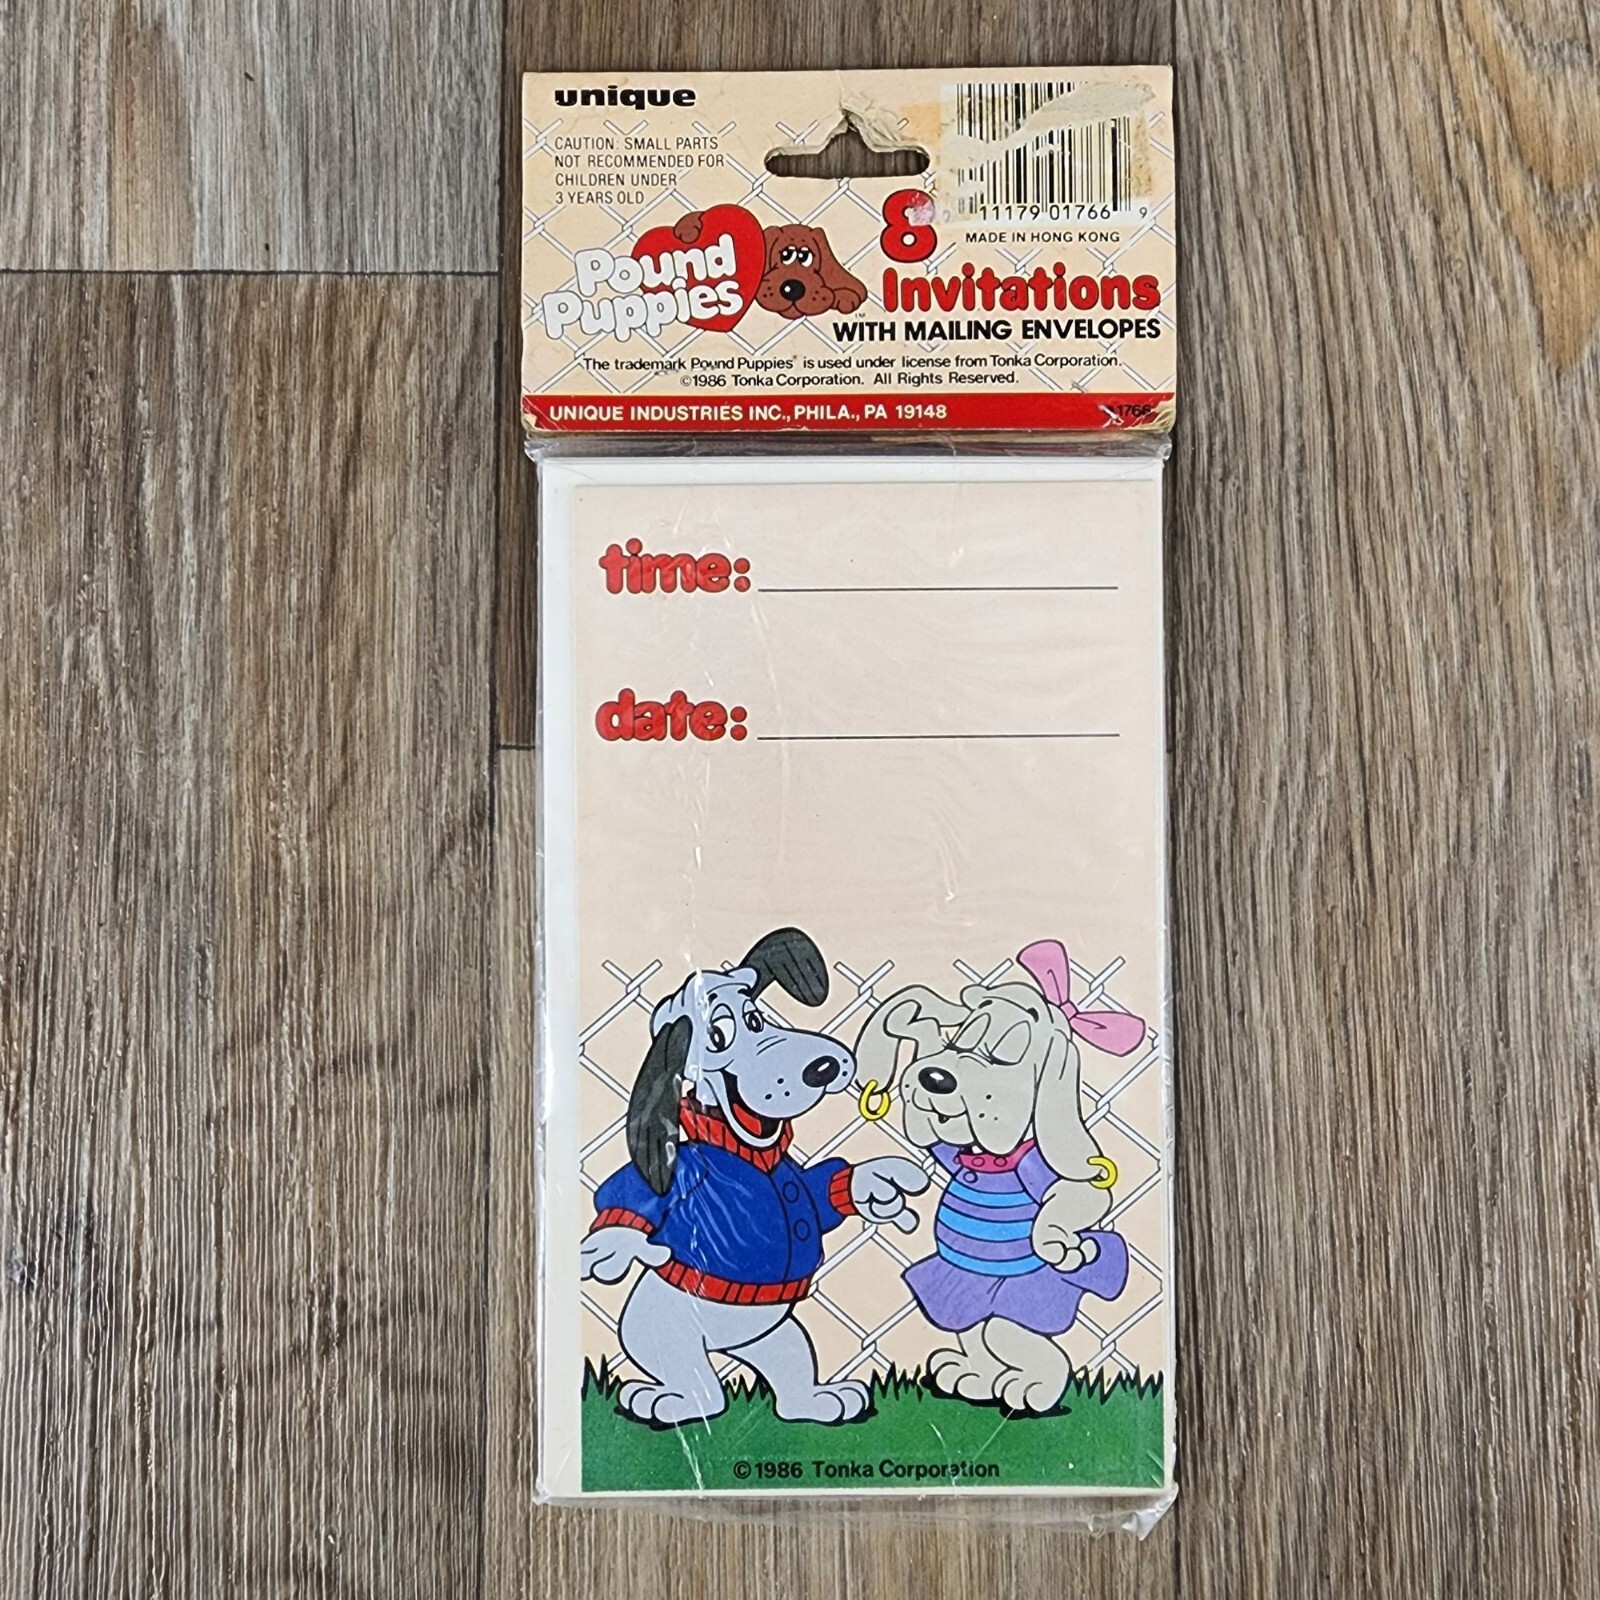 unique
CAUTION: SMALL PARTS
NOT RECOMMENDED FOR
CHILDREN UNDER
3 YEARS OLD
11179 01766 9
MADE IN HONG KONG
Pound
Puppies
™
8
Invitations
WITH MAILING ENVELOPES
The trademark Pound Puppies® is used under license from Tonka Corporation.
©1986 Tonka Corporation. All Rights Reserved.
UNIQUE INDUSTRIES INC., PHILA., PA 19148
1766
time:
date:
©1986 Tonka Corporation